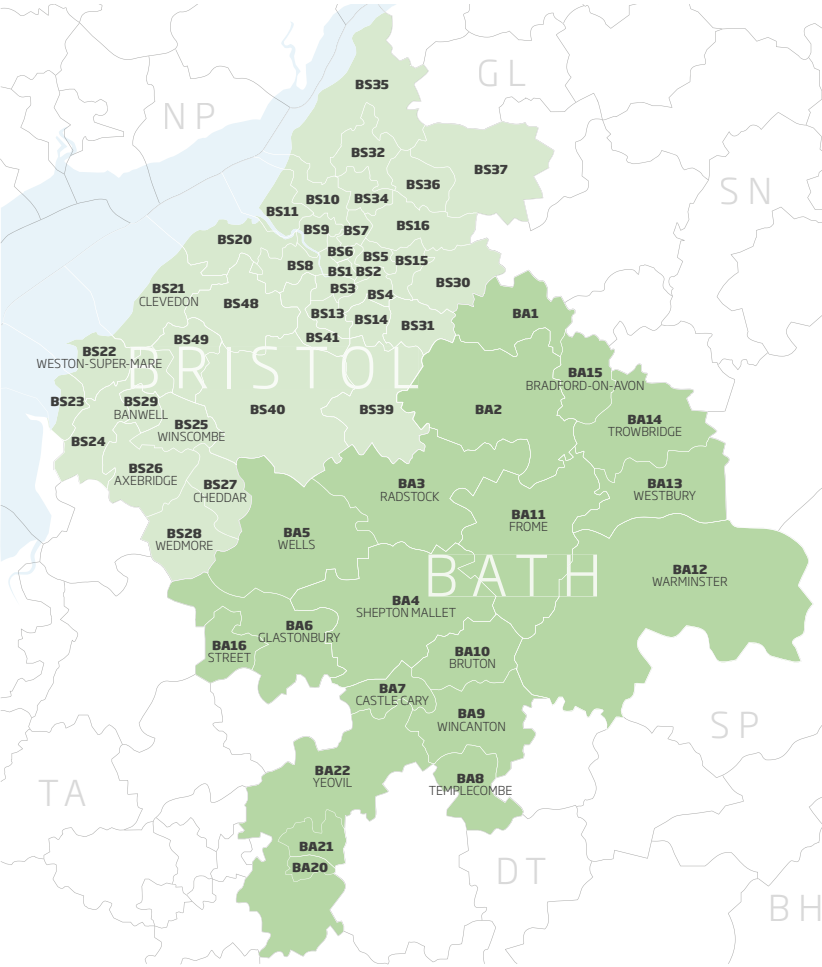 GL
BS35
NP
BS32
BS37
BS36
SN
BS10
BS34
BS11
BS16
BS9
BS7
BS20
BS6
BS5
BS15
BS8
BS1
BS2
BS30
BS21
CLEVEDON
BS3
BS4
BS48
BS13
BS14
BA1
BS31
BS41
BS49
BS22
WESTON-SUPER-MARE
BRISTOL
BA15
BRADFORD-ON-AVON
BS23
BS29
BANWELL
BS40
BS39
BA2
BS25
WINSCOMBE
BA14
TROWBRIDGE
BS24
BS26
AXEBRIDGE
BS27
CHEDDAR
BA3
RADSTOCK
BA13
WESTBURY
BA11
FROME
BS28
WEDMORE
BA5
WELLS
BATH
BA12
WARMINSTER
BA4
SHEPTON MALLET
BA6
GLASTONBURY
BA16
STREET
BA10
BRUTON
BA7
CASTLE CARY
BA9
WINCANTON
SP
BA22
YEOVIL
BA8
TEMPLECOMBE
TA
BA21
BA20
DT
BH